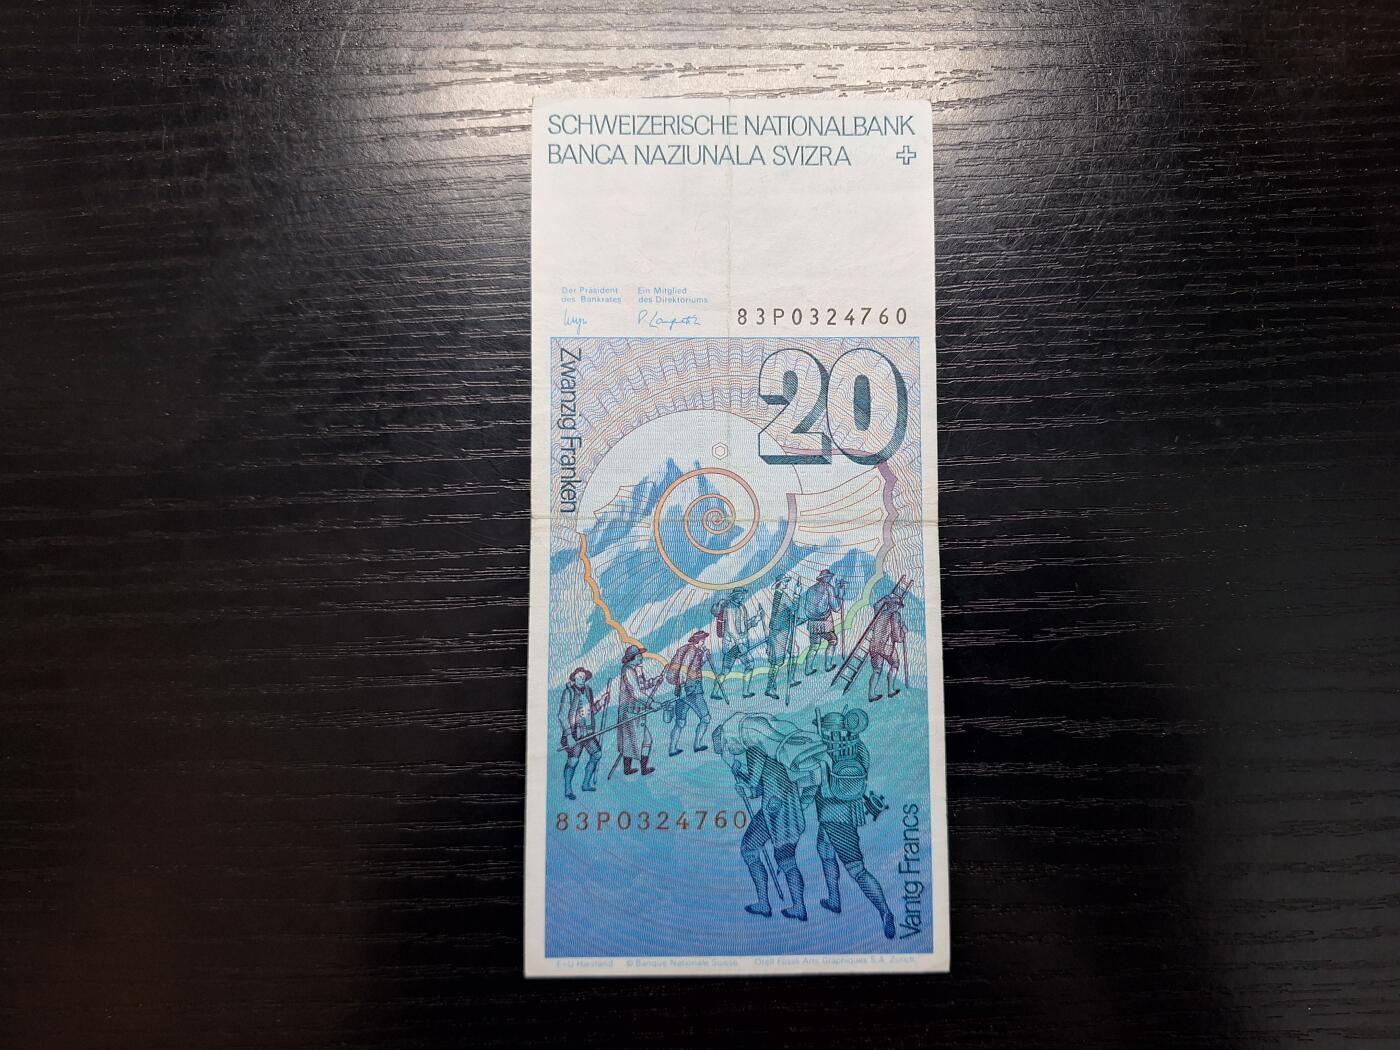 SCHWEIZERISCHE NATIONALBANK
BANCA NAZIUNALA SVIZRA
Der Präsident
des Bankrates
Ein Mitglied
des Direktoriums
83P0324760
20
Zwanzig Franken
83P0324760
Vantg Francs
E+U Hiestand © Banque Nationale Suisse Orell Füssli Arts Graphiques S.A. Zurich